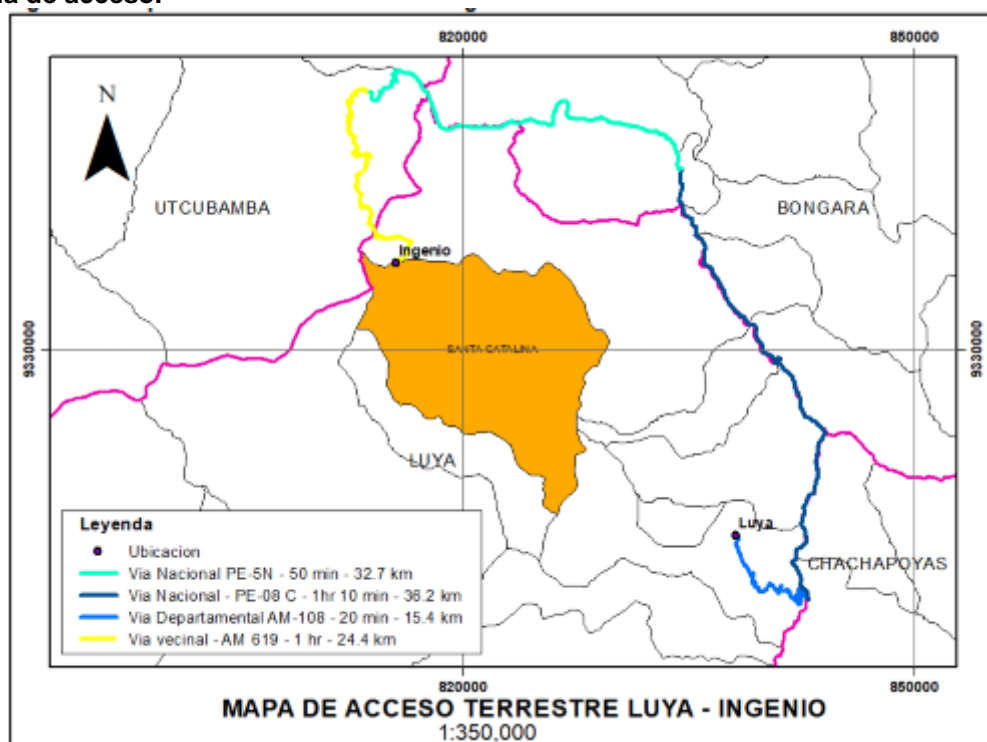 de acceso.
820000
850000
N
UTCUBAMBA
BONGARA
Ingenio
9330000
SANTA CATALINA
9330000
LUYA
Luya
CHACHAPOYAS
Leyenda
Ubicacion
Via Nacional PE-5N - 50 min - 32.7 km
Via Nacional - PE-08 C - 1hr 10 min - 36.2 km
Via Departamental AM-108 - 20 min - 15.4 km
Via vecinal - AM 619 - 1 hr - 24.4 km
820000
850000
MAPA DE ACCESO TERRESTRE LUYA - INGENIO
1:350,000